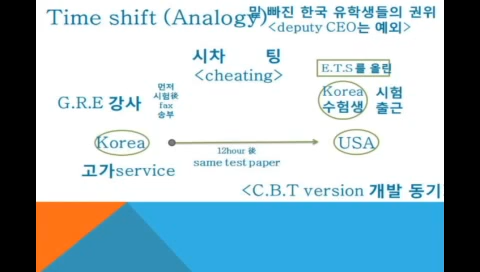 Time shift (Analogy)
밑 빠진 한국 유학생들의 권위
<deputy CEO는 예외>
시차 팅
<cheating>
E.T.S를 올린
G.R.E 강사
먼저
시험後
fax
송부
Korea
수험생
시험
출근
Korea
12hour 後
same test paper
USA
고가service
<C.B.T version 개발 동기